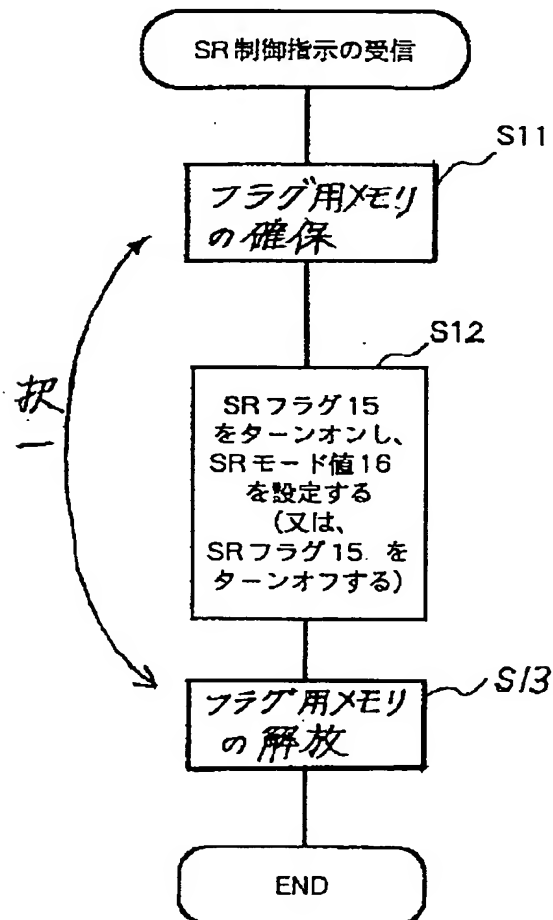 SR制御指示の受信
S11
フラグ用メモリ
の確保
S12
択一
SRフラグ15
をターンオンし、
SRモード値16
を設定する
(又は、
SRフラグ15 を
ターンオフする)
S13
フラグ用メモリ
の解放
END